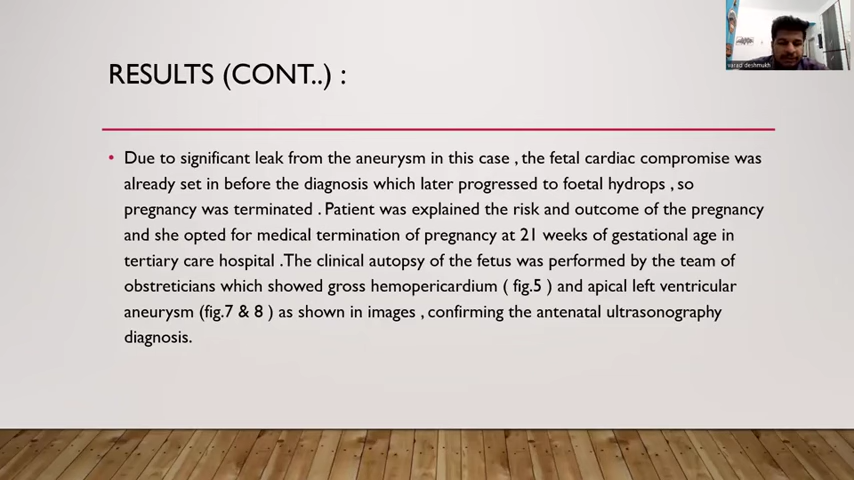 varad deshmukh
RESULTS (CONT..) :
• Due to significant leak from the aneurysm in this case , the fetal cardiac compromise was
already set in before the diagnosis which later progressed to foetal hydrops , so
pregnancy was terminated . Patient was explained the risk and outcome of the pregnancy
and she opted for medical termination of pregnancy at 21 weeks of gestational age in
tertiary care hospital .The clinical autopsy of the fetus was performed by the team of
obstreticians which showed gross hemopericardium ( fig.5 ) and apical left ventricular
aneurysm (fig.7 & 8 ) as shown in images , confirming the antenatal ultrasonography
diagnosis.